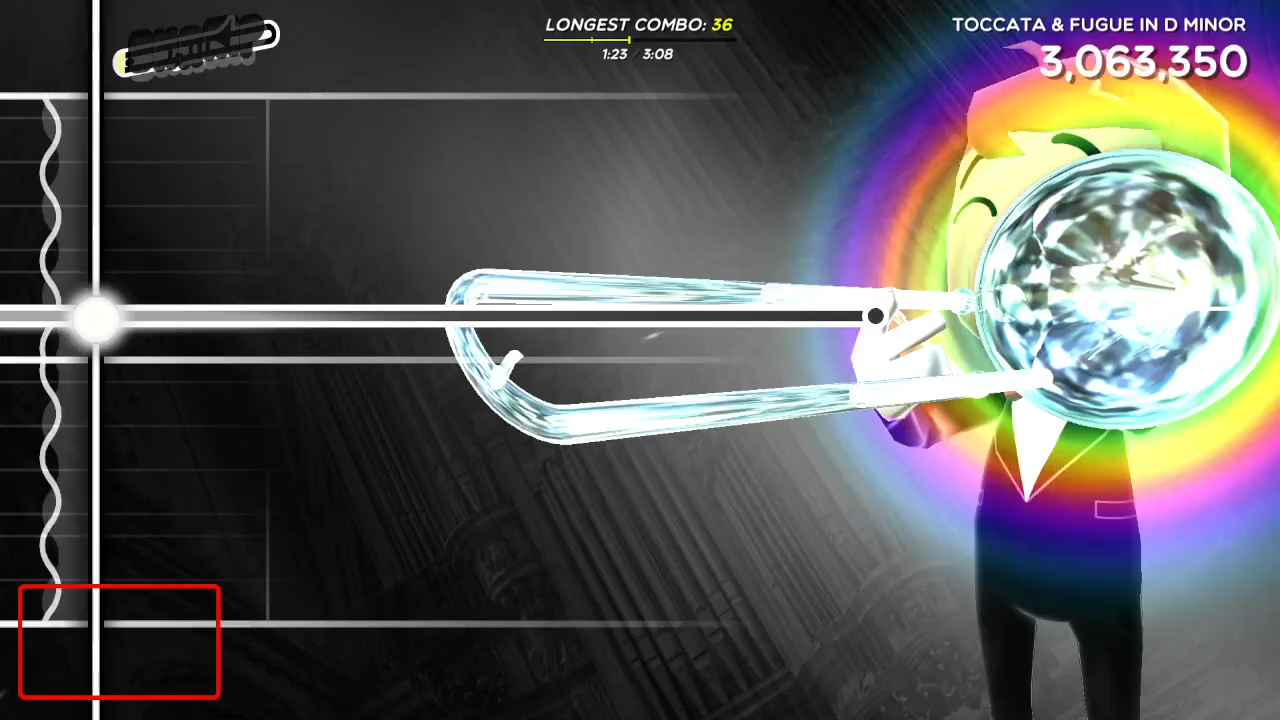 LONGEST COMBO: 36
1:23 / 3:08
TOCCATA & FUGUE IN D MINOR
3,063,350